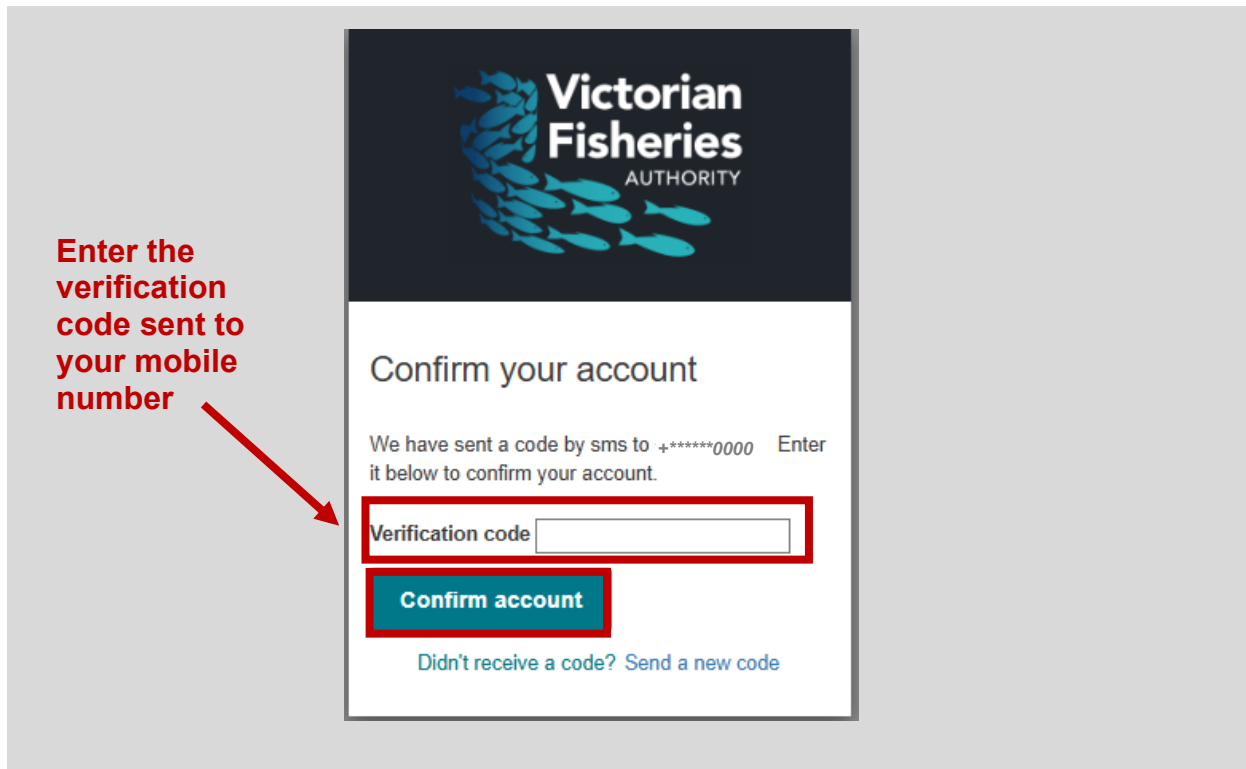 Victorian
Fisheries
AUTHORITY
Enter the
verification
code sent to
your mobile
number
Confirm your account
We have sent a code by sms to +******0000 Enter
it below to confirm your account.
Verification code
Confirm account
Didn't receive a code? Send a new code